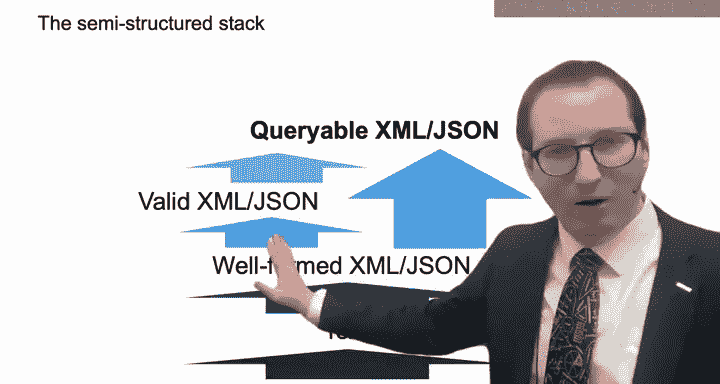 The semi-structured stack
Queryable XML/JSON
Valid XML/JSON
Well-formed XML/JSON